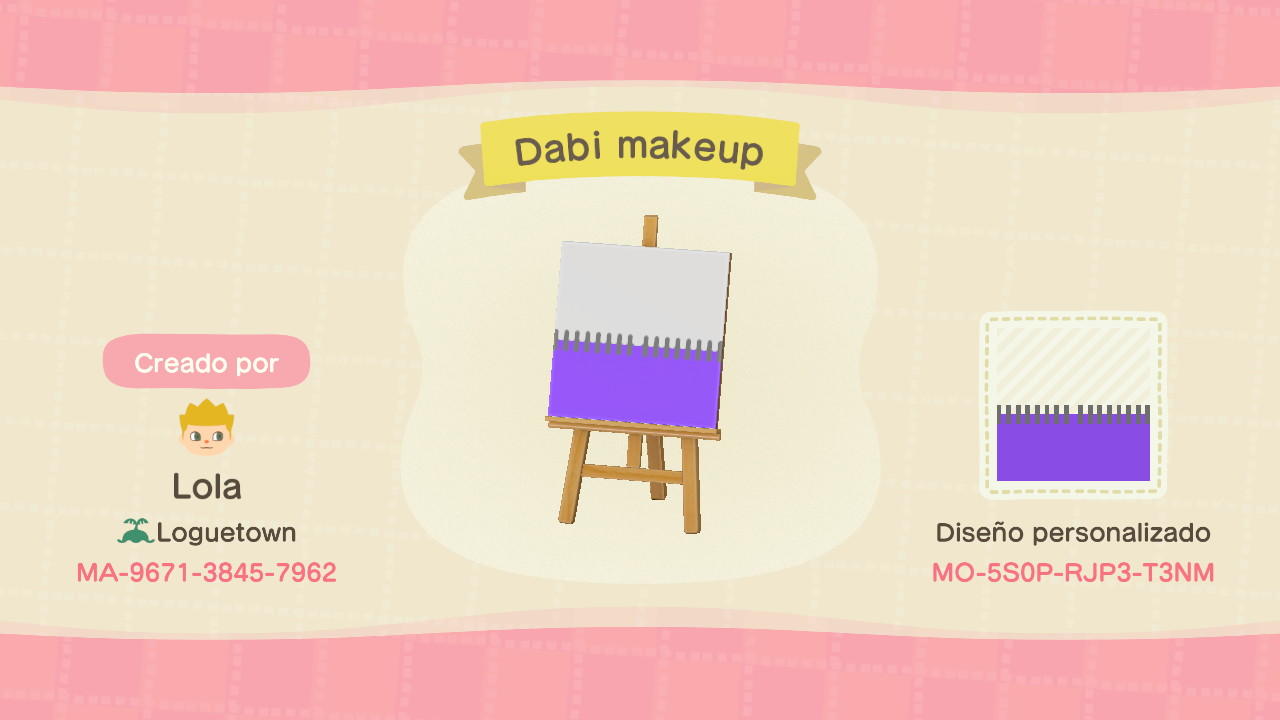 Dabi makeup
Creado por
Lola
Loguetown
MA-9671-3845-7962
Diseño personalizado
MO-5S0P-RJP3-T3NM